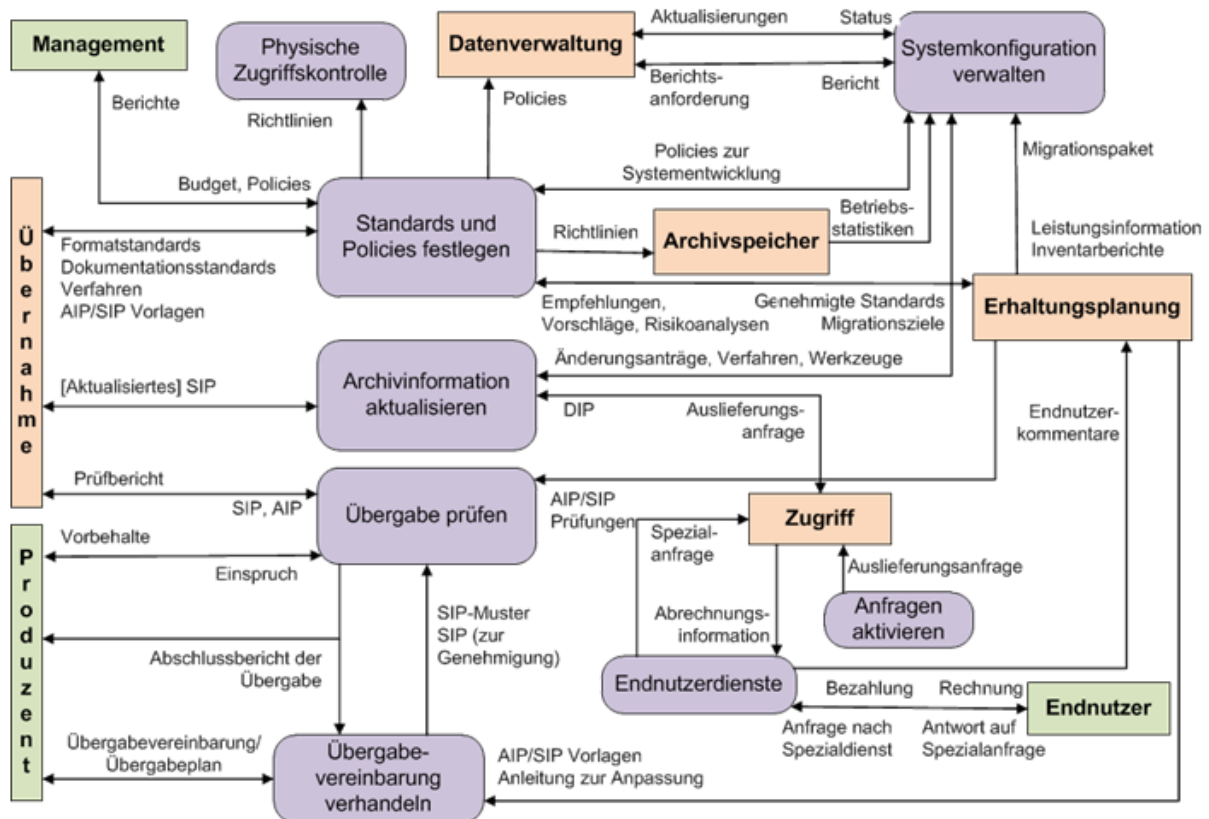 Management
Physische
Zugriffskontrolle
Datenverwaltung
Aktualisierungen
Status
Systemkonfiguration
verwalten
Berichts-
anforderung
Bericht
Berichte
Richtlinien
Policies
Migrationspaket
Policies zur
Systementwicklung
Budget, Policies
Übernahme
Standards und
Policies festlegen
Richtlinien
Archivspeicher
Betriebs-
statistiken
Leistungsinformation
Inventarberichte
Formatstandards
Dokumentationsstandards
Verfahren
AIP/SIP Vorlagen
Empfehlungen,
Vorschläge, Risikoanalysen
Genehmigte Standards
Migrationsziele
Erhaltungsplanung
Änderungsanträge, Verfahren, Werkzeuge
[Aktualisiertes] SIP
Archivinformation
aktualisieren
DIP
Auslieferungs-
anfrage
Endnutzer-
kommentare
Prüfbericht
SIP, AIP
Übergabe prüfen
AIP/SIP
Prüfungen
Spezial-
anfrage
Zugriff
Produzent
Vorbehalte
Einspruch
Auslieferungsanfrage
Anfragen
aktivieren
SIP-Muster
SIP (zur
Genehmigung)
Abrechnungs-
information
Abschlussbericht der
Übergabe
Endnutzerdienste
Bezahlung
Rechnung
Endnutzer
Anfrage nach
Spezialdienst
Antwort auf
Spezialanfrage
Übergabevereinbarung/
Übergabeplan
Übergabe-
vereinbarung
verhandeln
AIP/SIP Vorlagen
Anleitung zur Anpassung